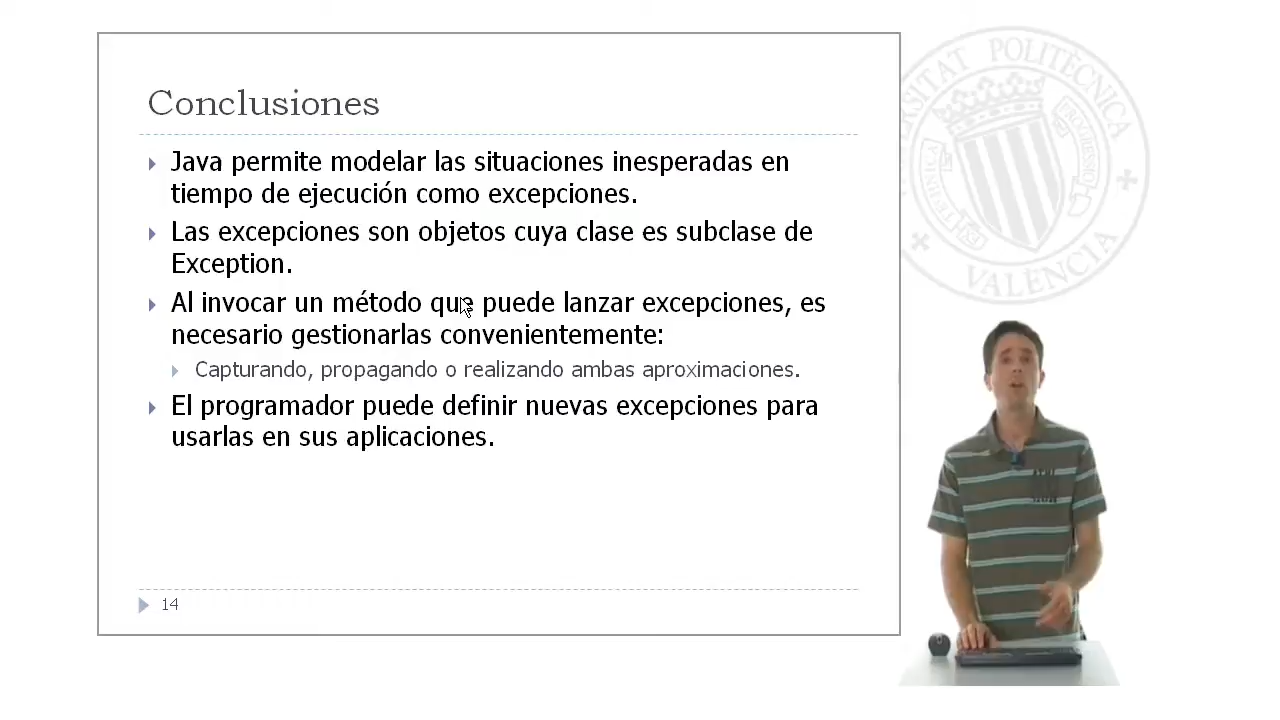 Conclusiones
Java permite modelar las situaciones inesperadas en
tiempo de ejecución como excepciones.
Las excepciones son objetos cuya clase es subclase de
Exception.
Al invocar un método que puede lanzar excepciones, es
necesario gestionarlas convenientemente:
Capturando, propagando o realizando ambas aproximaciones.
El programador puede definir nuevas excepciones para
usarlas en sus aplicaciones.
14
POLITÈCNICA
VALÈNCIA